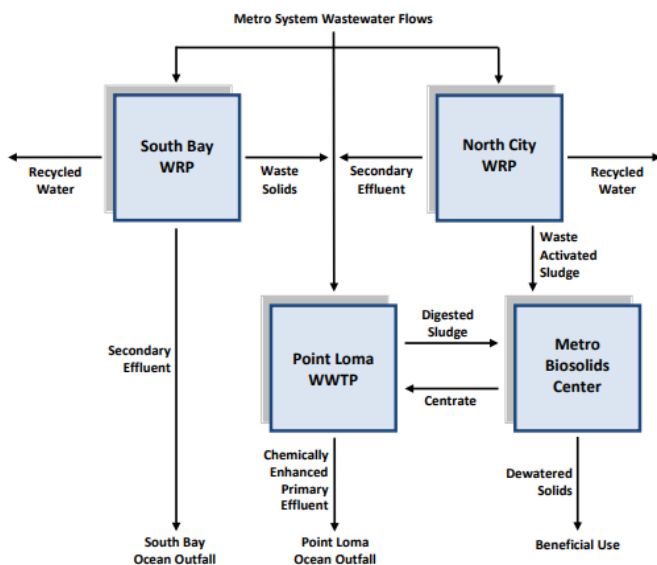 Metro System Wastewater Flows
South Bay
WRP
North City
WRP
Recycled
Water
Waste
Solids
Secondary
Effluent
Recycled
Water
Waste
Activated
Sludge
Digested
Sludge
Point Loma
WWTP
Metro
Biosolids
Center
Secondary
Effluent
Centrate
Chemically
Enhanced
Primary
Effluent
Dewatered
Solids
South Bay
Ocean Outfall
Point Loma
Ocean Outfall
Beneficial Use